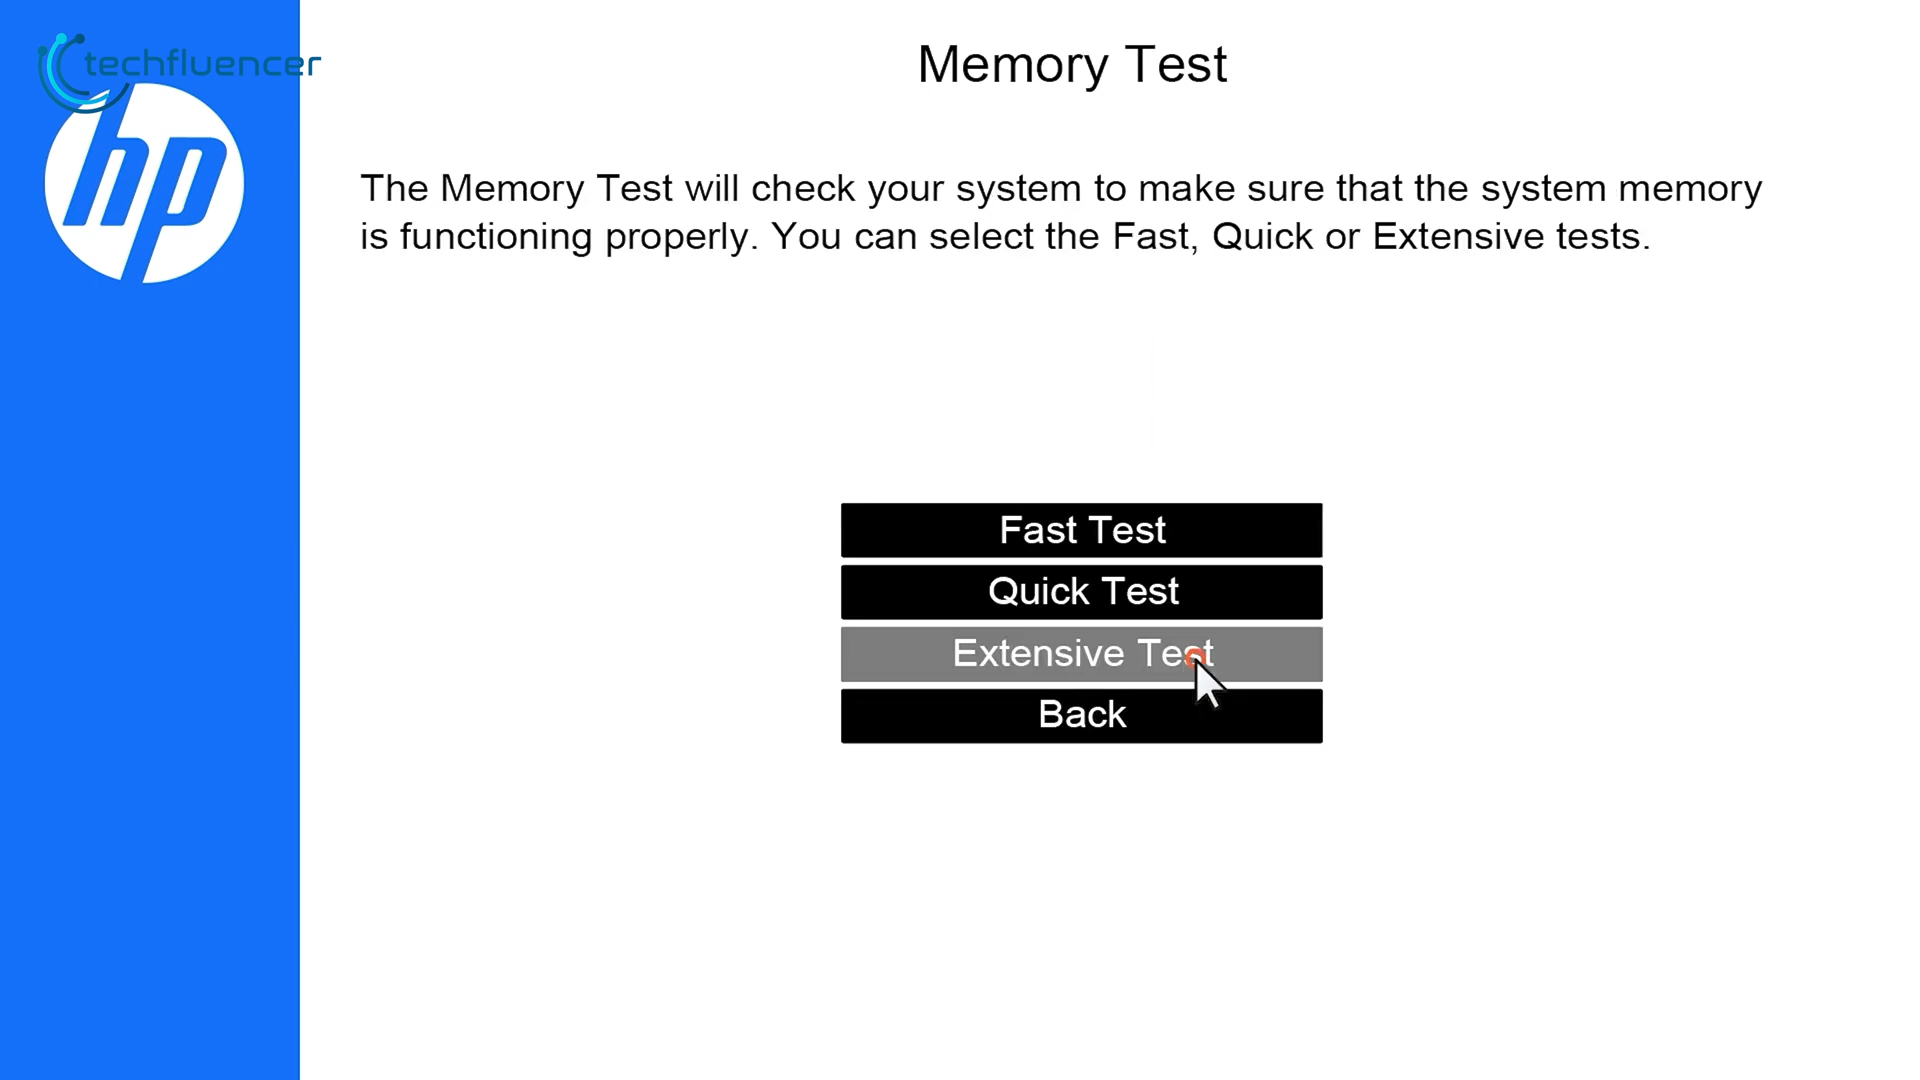 techfluencer
hp
Memory Test
The Memory Test will check your system to make sure that the system memory
is functioning properly. You can select the Fast, Quick or Extensive tests.
Fast Test
Quick Test
Extensive Test
Back